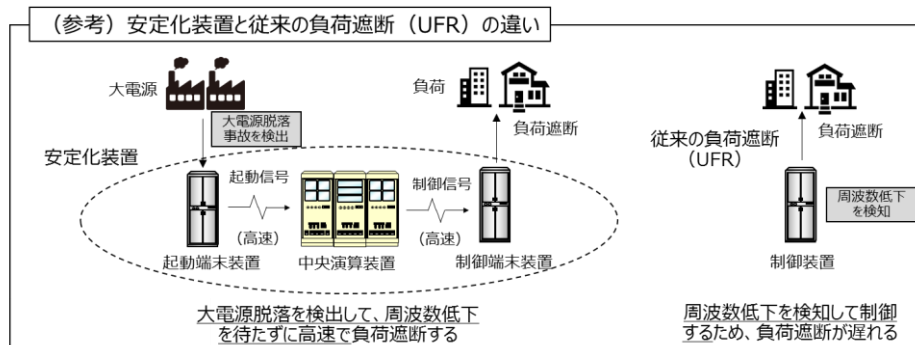 （参考）安定化装置と従来の負荷遮断（UFR）の違い
大電源
大電源脱落
事故を検出
負荷
負荷遮断
安定化装置
起動信号
（高速）
制御信号
（高速）
起動端末装置
中央演算装置
制御端末装置
大電源脱落を検出して、周波数低下
を待たずに高速で負荷遮断する
負荷遮断
従来の負荷遮断
（UFR）
周波数低下
を検知
制御装置
周波数低下を検知して制御
するため、負荷遮断が遅れる